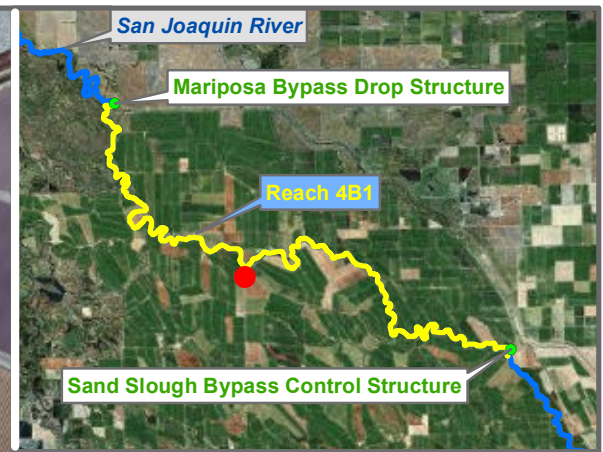 San Joaquin River
Mariposa Bypass Drop Structure
Reach 4B1
Sand Slough Bypass Control Structure